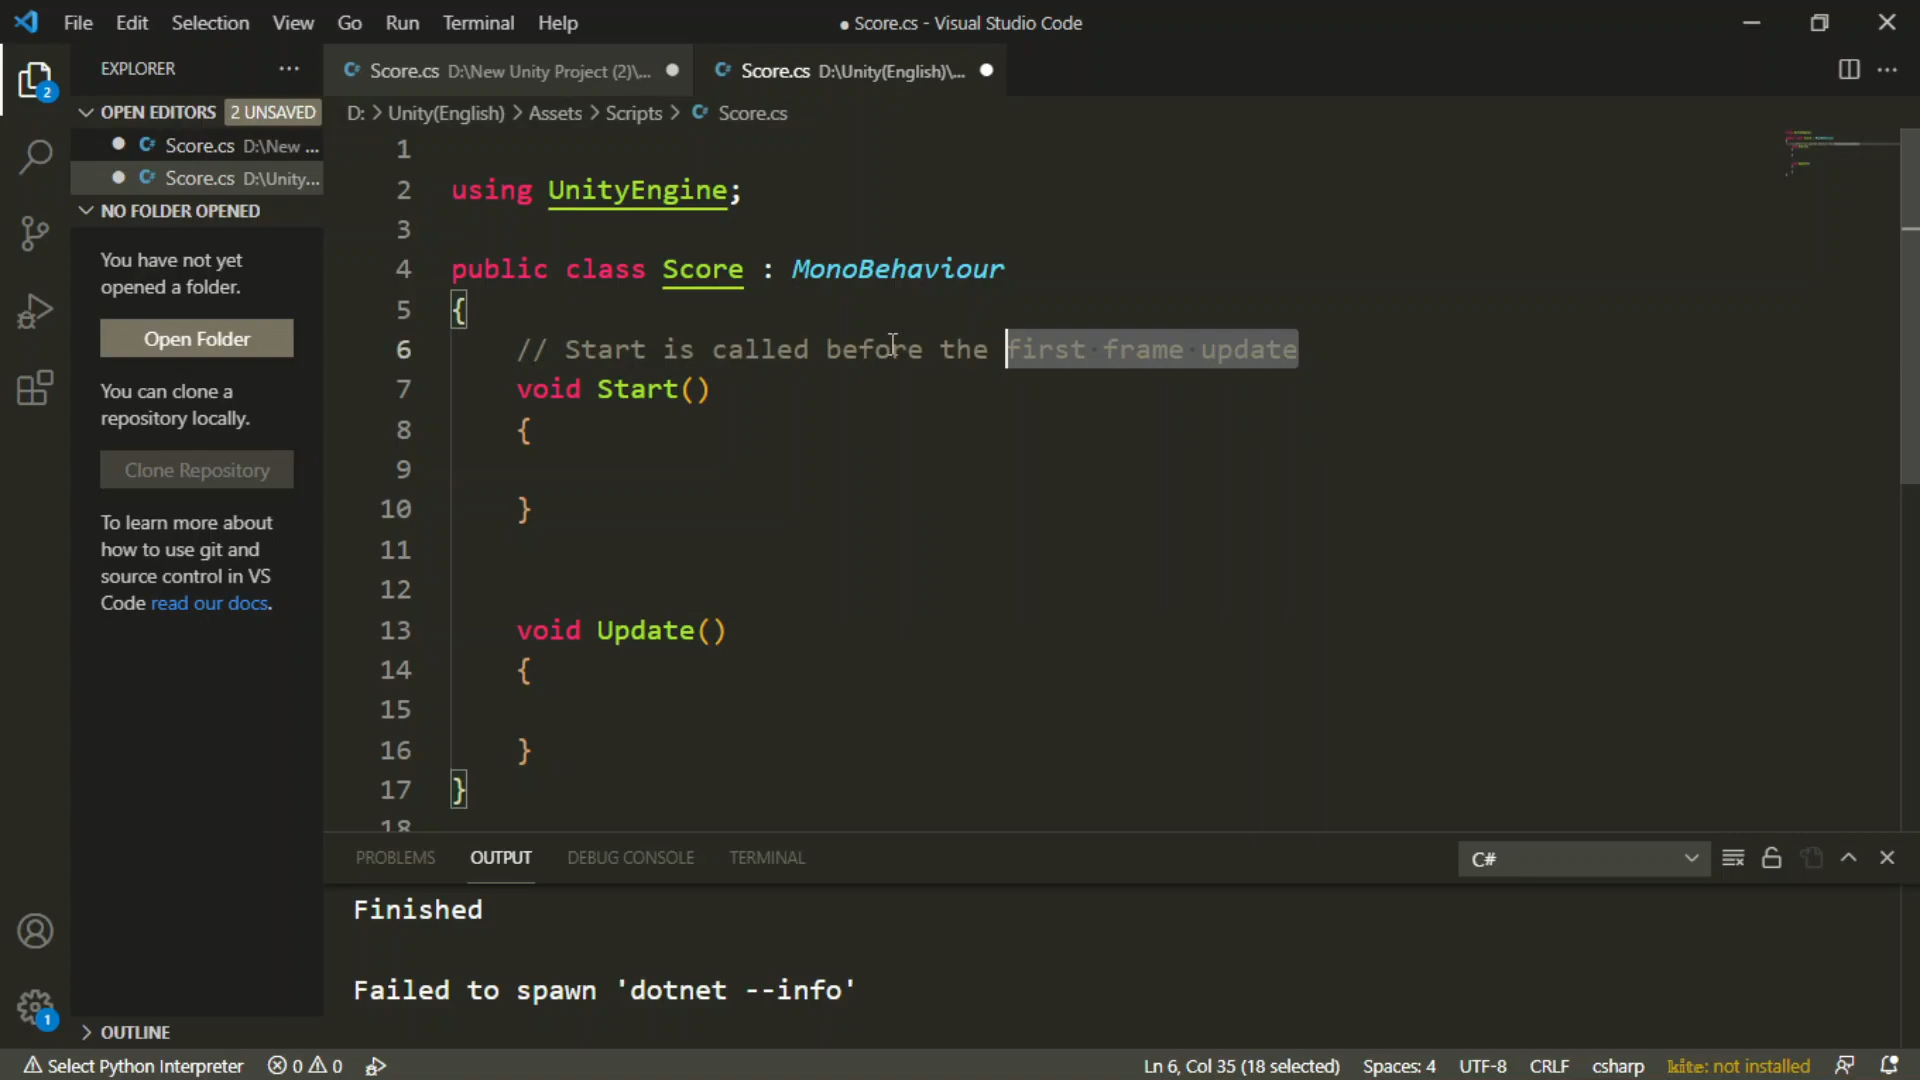 File Edit Selection View Go Run Terminal Help ● Score.cs - Visual Studio Code
EXPLORER ···
Score.cs D:\New Unity Project (2)\... ●
Score.cs D:\Unity(English)\... ●
OPEN EDITORS 2 UNSAVED
Score.cs D:\New ...
Score.cs D:\Unity...
NO FOLDER OPENED
You have not yet
opened a folder.
Open Folder
You can clone a
repository locally.
Clone Repository
To learn more about
how to use git and
source control in VS
Code read our docs.
OUTLINE
2
1
D: > Unity(English) > Assets > Scripts > Score.cs
1
2 using UnityEngine;
3
4 public class Score : MonoBehaviour
5 {
6 // Start is called before the first frame update
7 void Start()
8 {
9
10 }
11
12
13 void Update()
14 {
15
16 }
17 }
18
PROBLEMS OUTPUT DEBUG CONSOLE TERMINAL C#
Finished
Failed to spawn 'dotnet --info'
Select Python Interpreter 0 0 Ln 6, Col 35 (18 selected) Spaces: 4 UTF-8 CRLF csharp kite: not installed